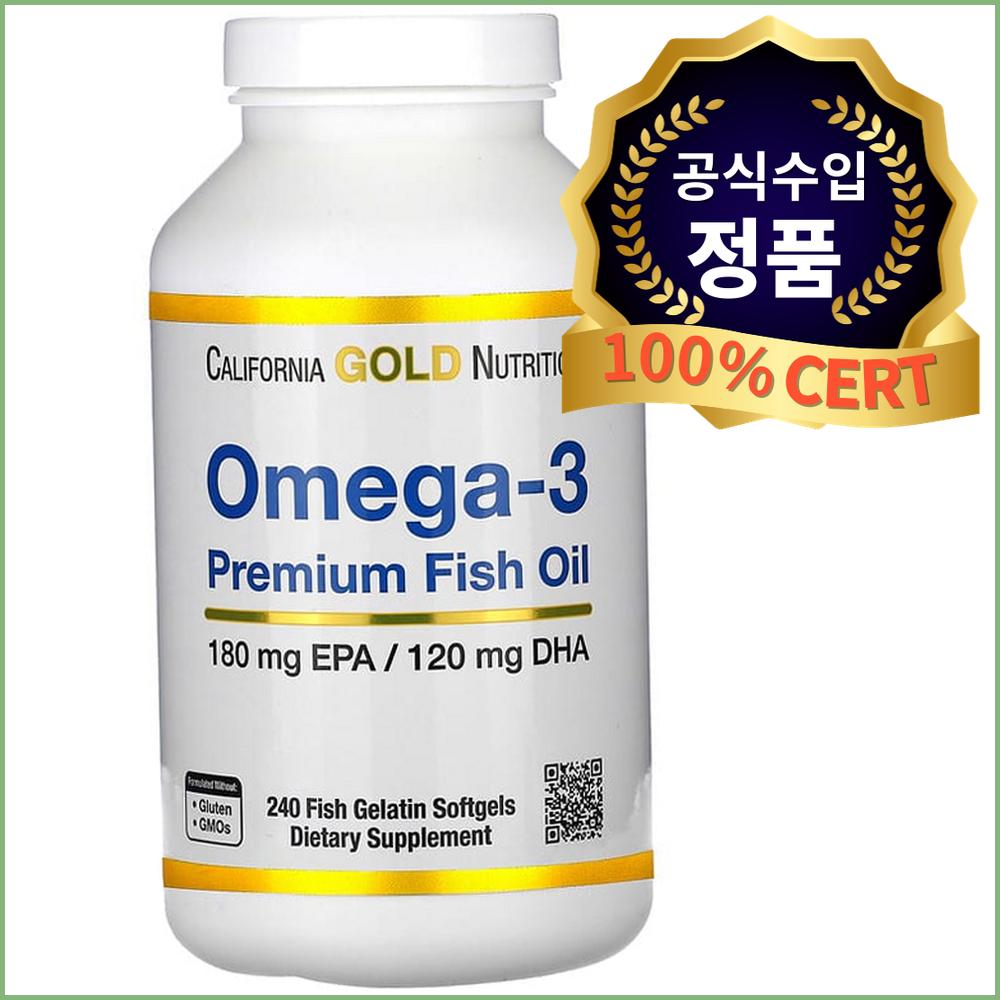 공식수입
정품
100% CERT
CALIFORNIA GOLD NUTRITIO
Omega-3
Premium Fish Oil
180 mg EPA / 120 mg DHA
Formulated Without:
• Gluten
• GMOs
240 Fish Gelatin Softgels
Dietary Supplement